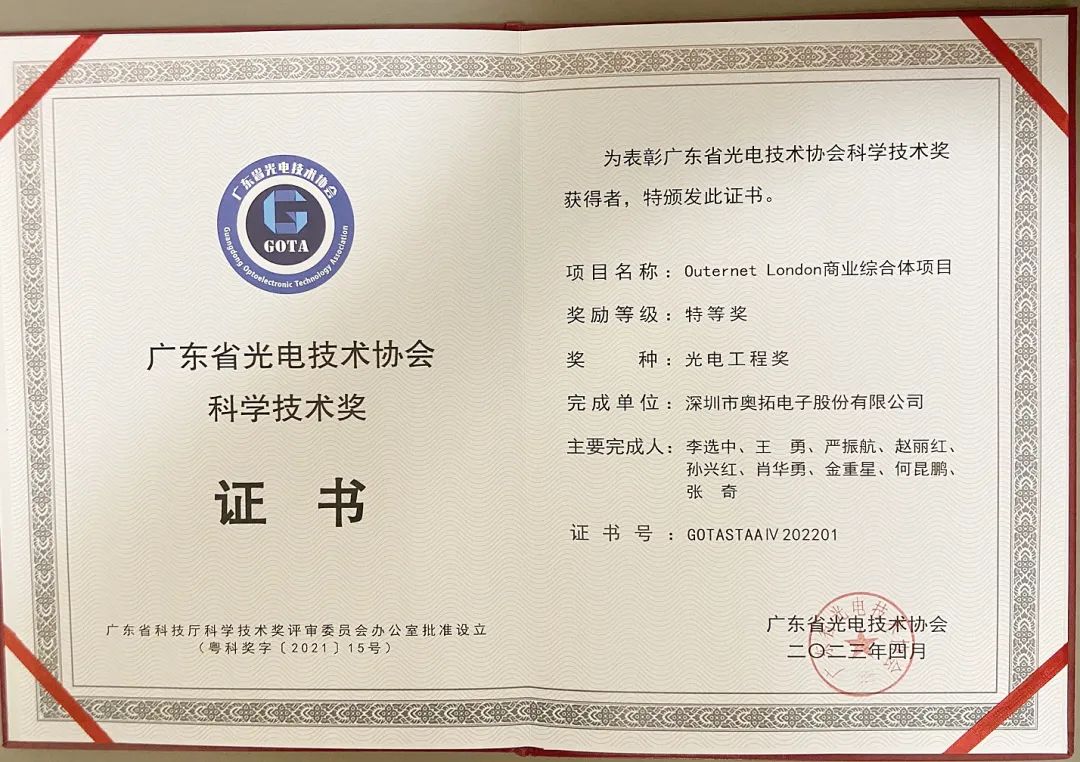 广东省光电技术协会
GOTA
Guangdong Optoelectronic Technology Association
广东省光电技术协会
科学技术奖
证 书
广东省科技厅科学技术奖评审委员会办公室批准设立
（粤科奖字〔2021〕15号）
为表彰广东省光电技术协会科学技术奖
获得者，特颁发此证书。
项目名称：Outernet London商业综合体项目
奖励等级：特等奖
奖 种：光电工程奖
完成单位：深圳市奥拓电子股份有限公司
主要完成人：李选中、王 勇、严振航、赵丽红、
孙兴红、肖华勇、金重星、何昆鹏、
张 奇
证书号：GOTASTAAⅣ202201
广东省光电技术协会
二〇二三年四月
广东省光电技术协会